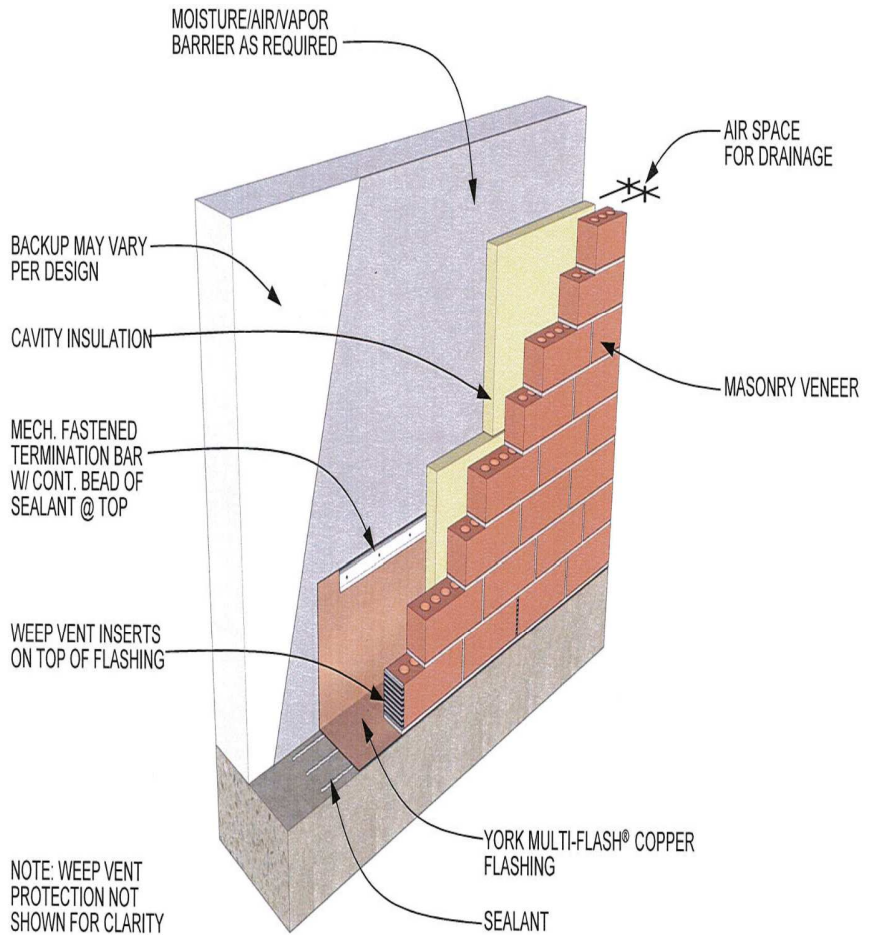 MOISTURE/AIR/VAPOR
BARRIER AS REQUIRED
AIR SPACE
FOR DRAINAGE
BACKUP MAY VARY
PER DESIGN
CAVITY INSULATION
MASONRY VENEER
MECH. FASTENED
TERMINATION BAR
W/ CONT. BEAD OF
SEALANT @ TOP
WEEP VENT INSERTS
ON TOP OF FLASHING
YORK MULTI-FLASH® COPPER
FLASHING
SEALANT
NOTE: WEEP VENT
PROTECTION NOT
SHOWN FOR CLARITY